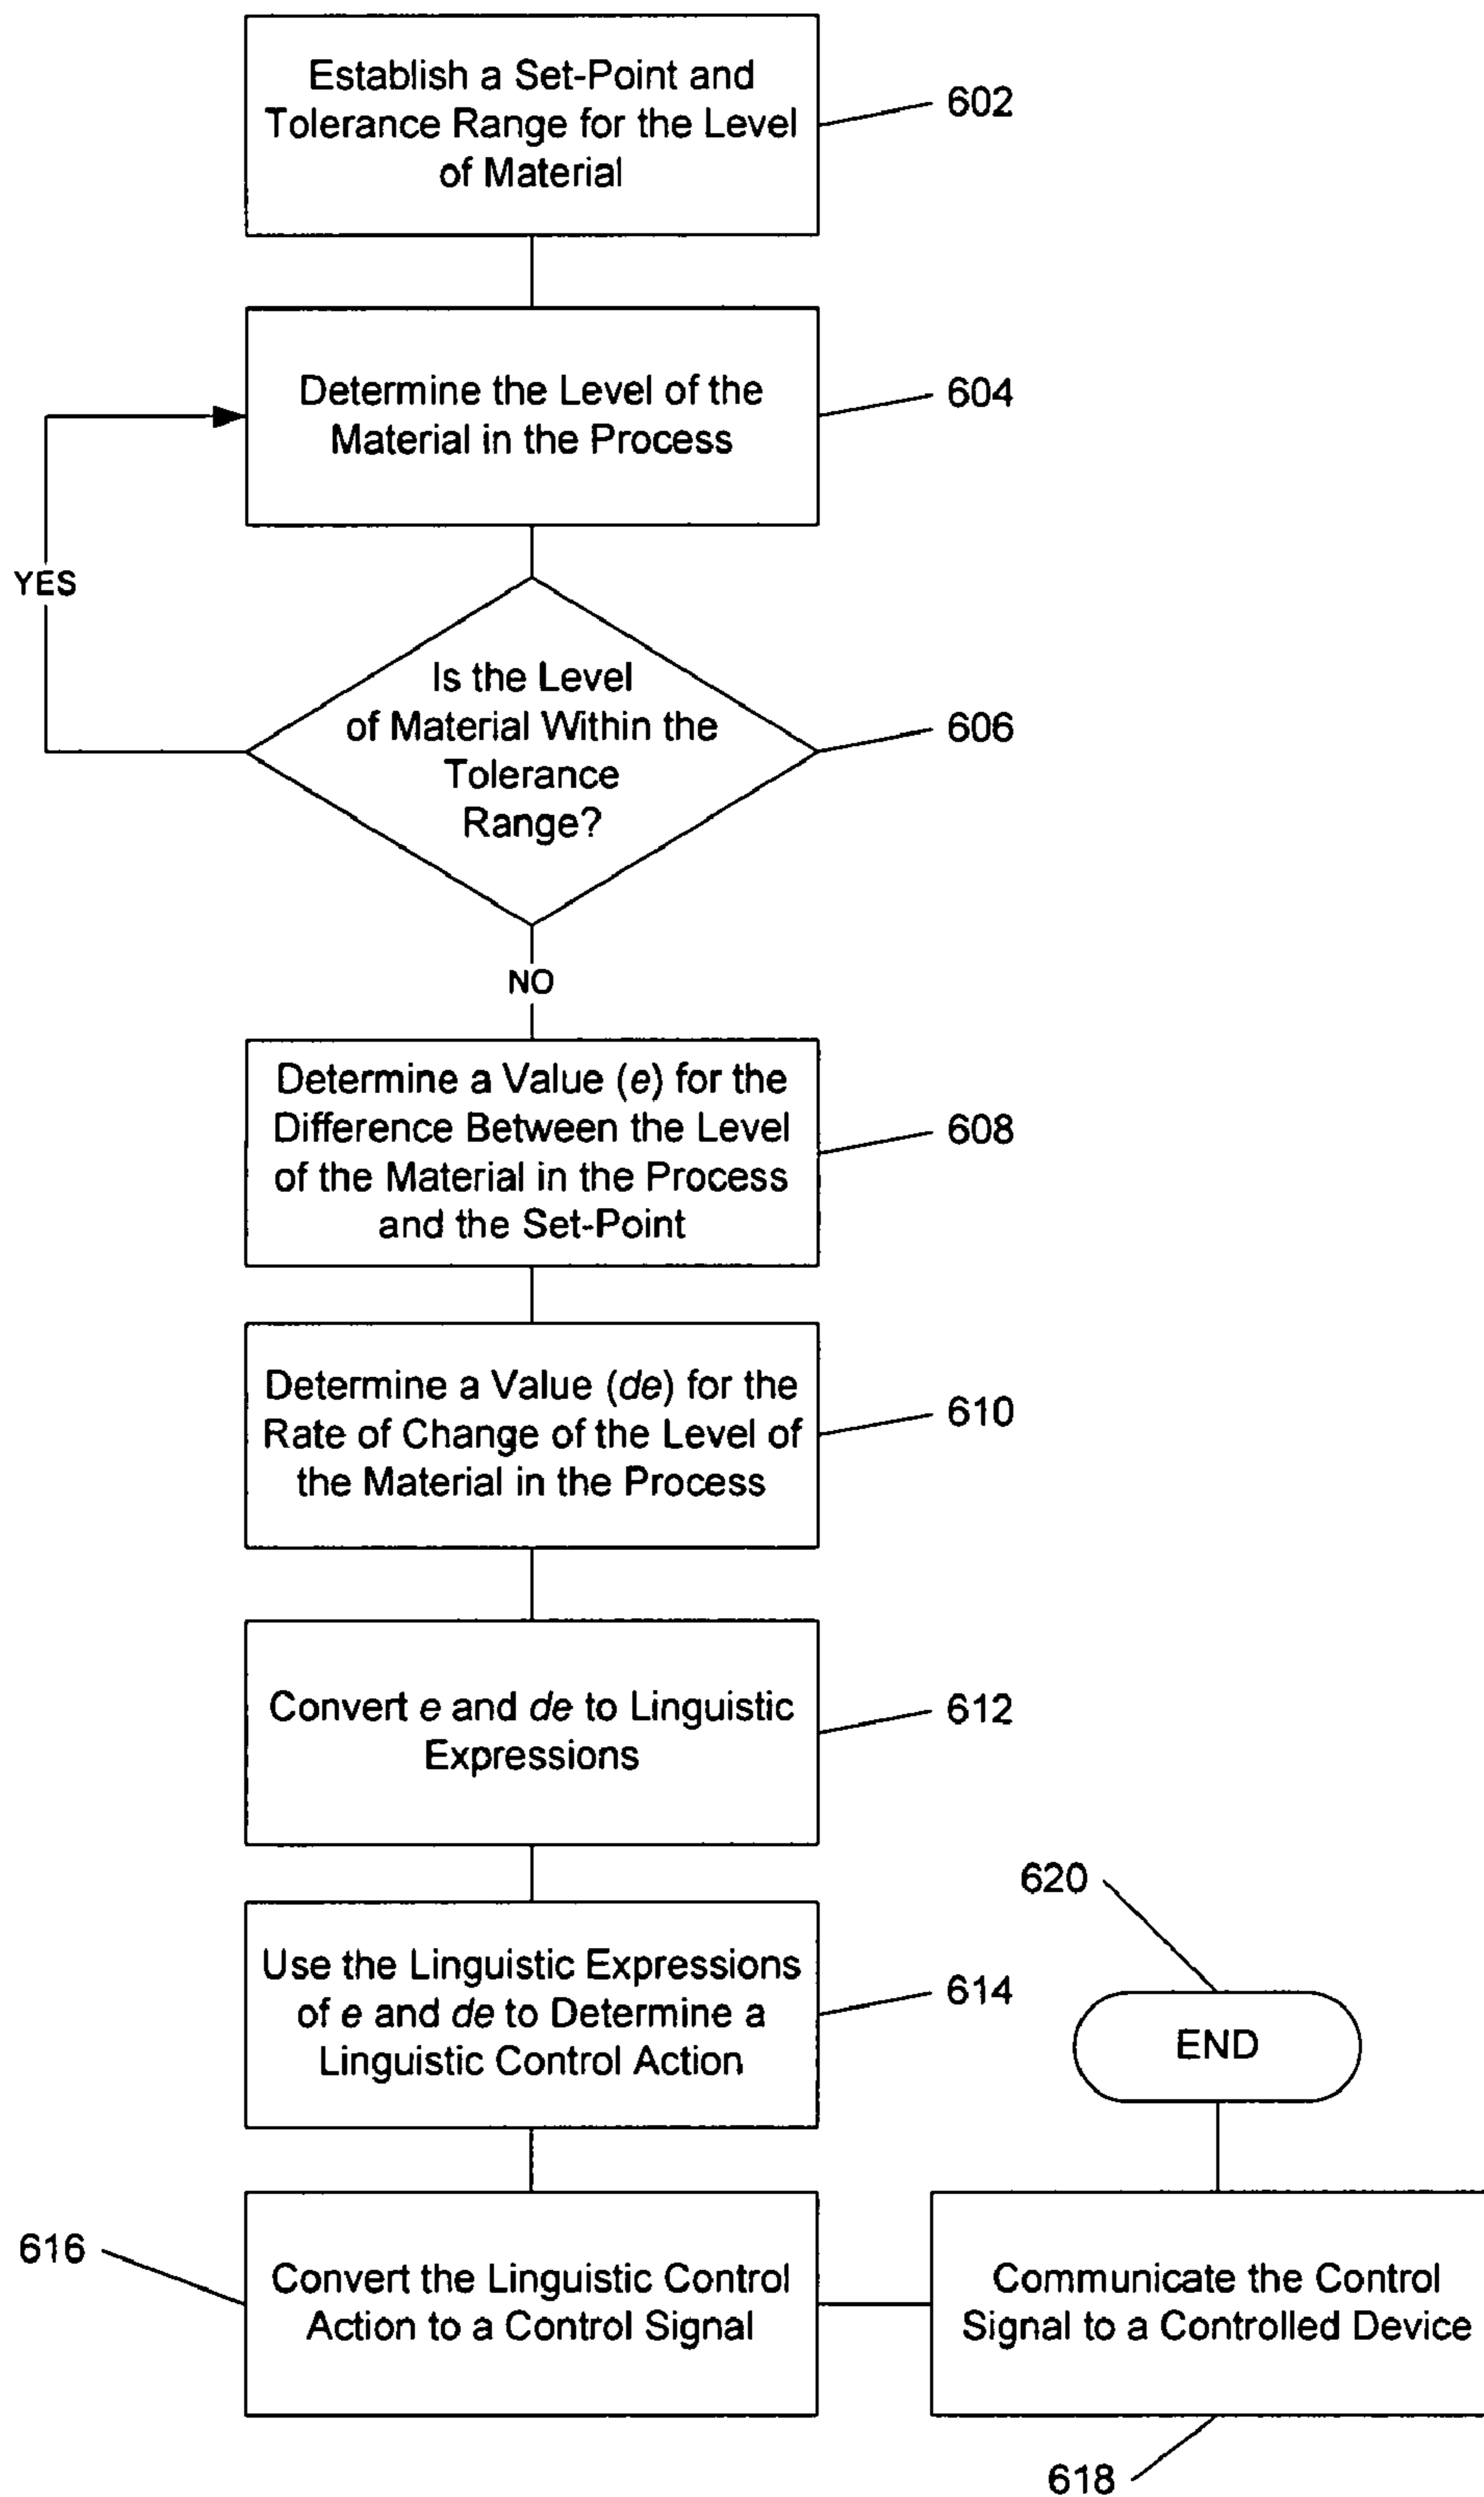 Establish a Set-Point and
Tolerance Range for the Level
of Material
602
Determine the Level of the
Material in the Process
604
YES
Is the Level
of Material Within the
Tolerance
Range?
606
NO
Determine a Value (e) for the
Difference Between the Level
of the Material in the Process
and the Set-Point
608
Determine a Value (de) for the
Rate of Change of the Level of
the Material in the Process
610
Convert e and de to Linguistic
Expressions
612
Use the Linguistic Expressions
of e and de to Determine a
Linguistic Control Action
614
616
Convert the Linguistic Control
Action to a Control Signal
Communicate the Control
Signal to a Controlled Device
618
620
END